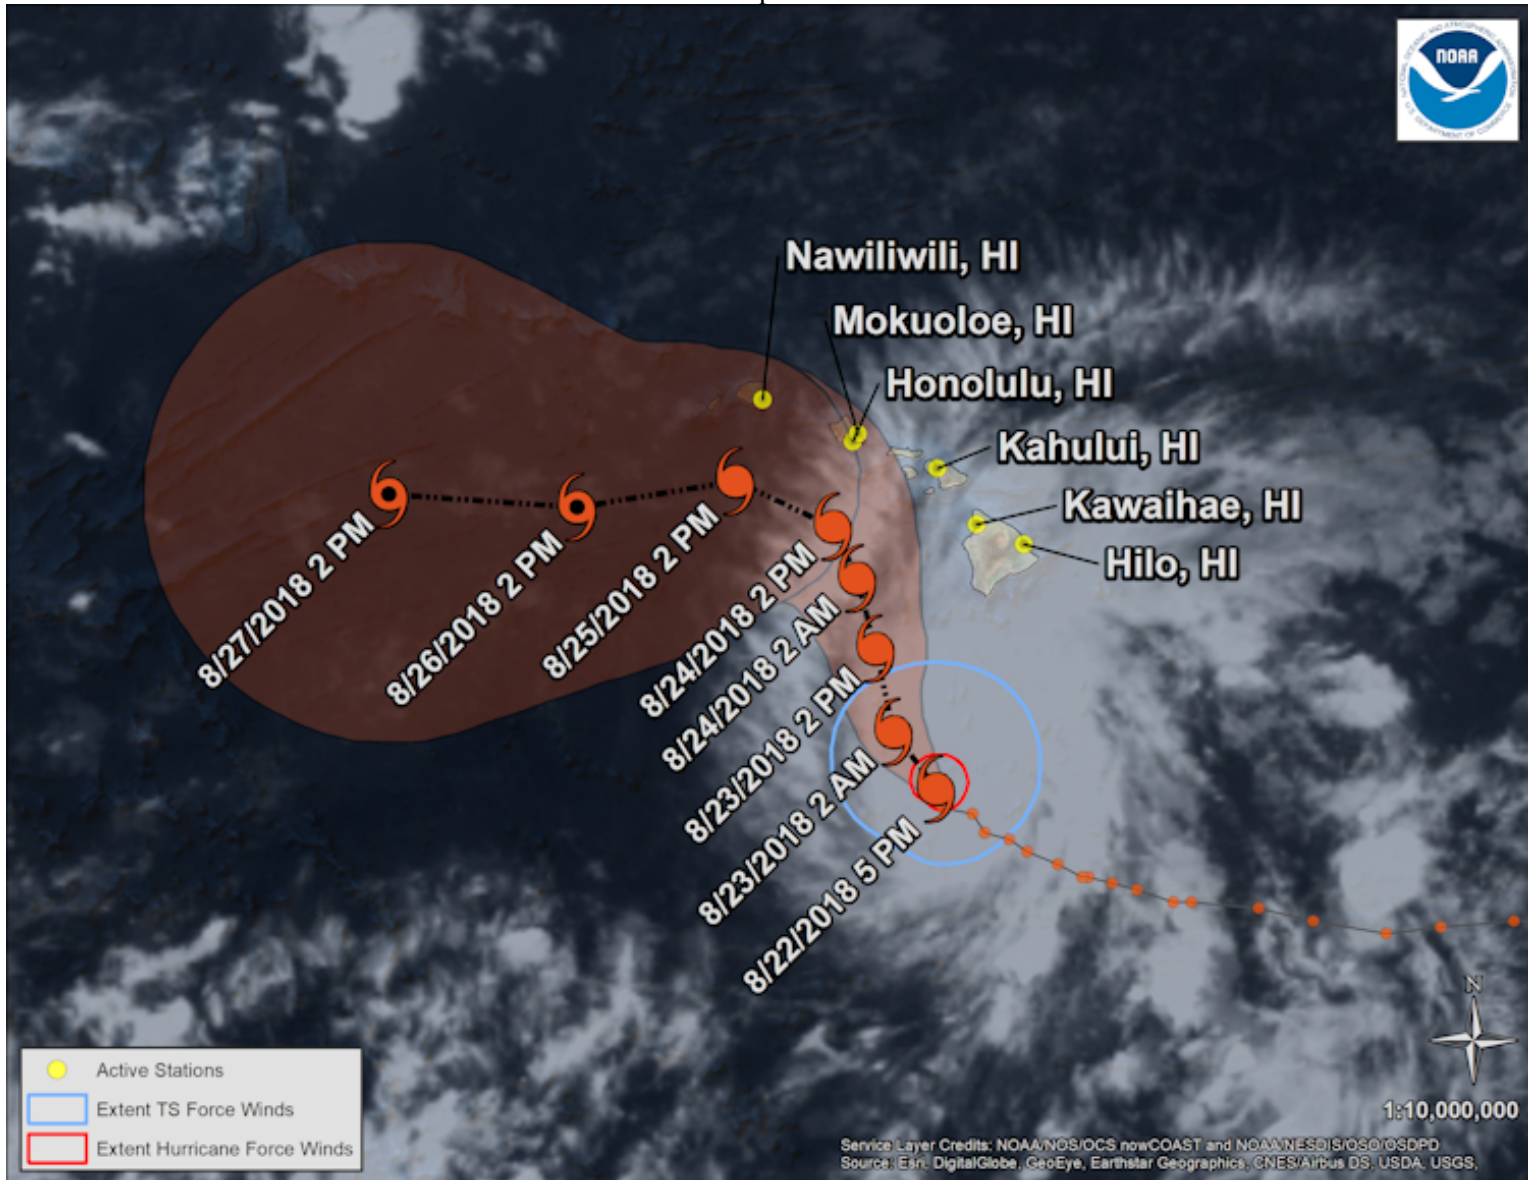 NOAA
Nawiliwili, HI
Mokuoloe, HI
Honolulu, HI
Kahului, HI
Kawaihae, HI
Hilo, HI
8/27/2018 2 PM
8/26/2018 2 PM
8/25/2018 2 PM
8/24/2018 2 PM
8/24/2018 2 AM
8/23/2018 2 PM
8/23/2018 2 AM
8/22/2018 5 PM
N
1:10,000,000
Active Stations
Extent TS Force Winds
Extent Hurricane Force Winds
Service Layer Credits: NOAA/NOS/OCS nowCOAST and NOAA/NESDIS/OSO/OSDPD
Source: Esri, DigitalGlobe, GeoEye, Earthstar Geographics, CNES/Airbus DS, USDA, USGS,